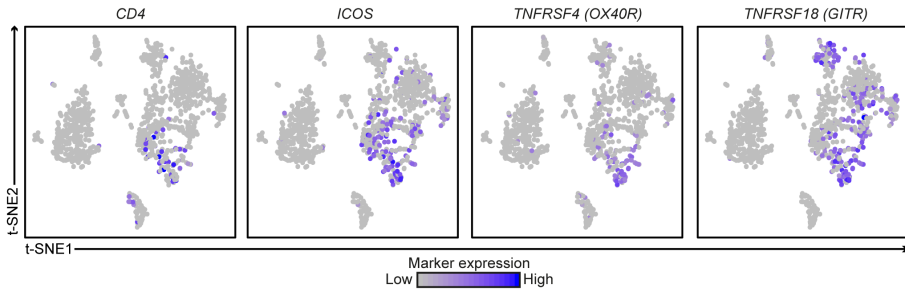 CD4
ICOS
TNFRSF4 (OX40R)
TNFRSF18 (GITR)
t-SNE2
t-SNE1
Marker expression
Low
High